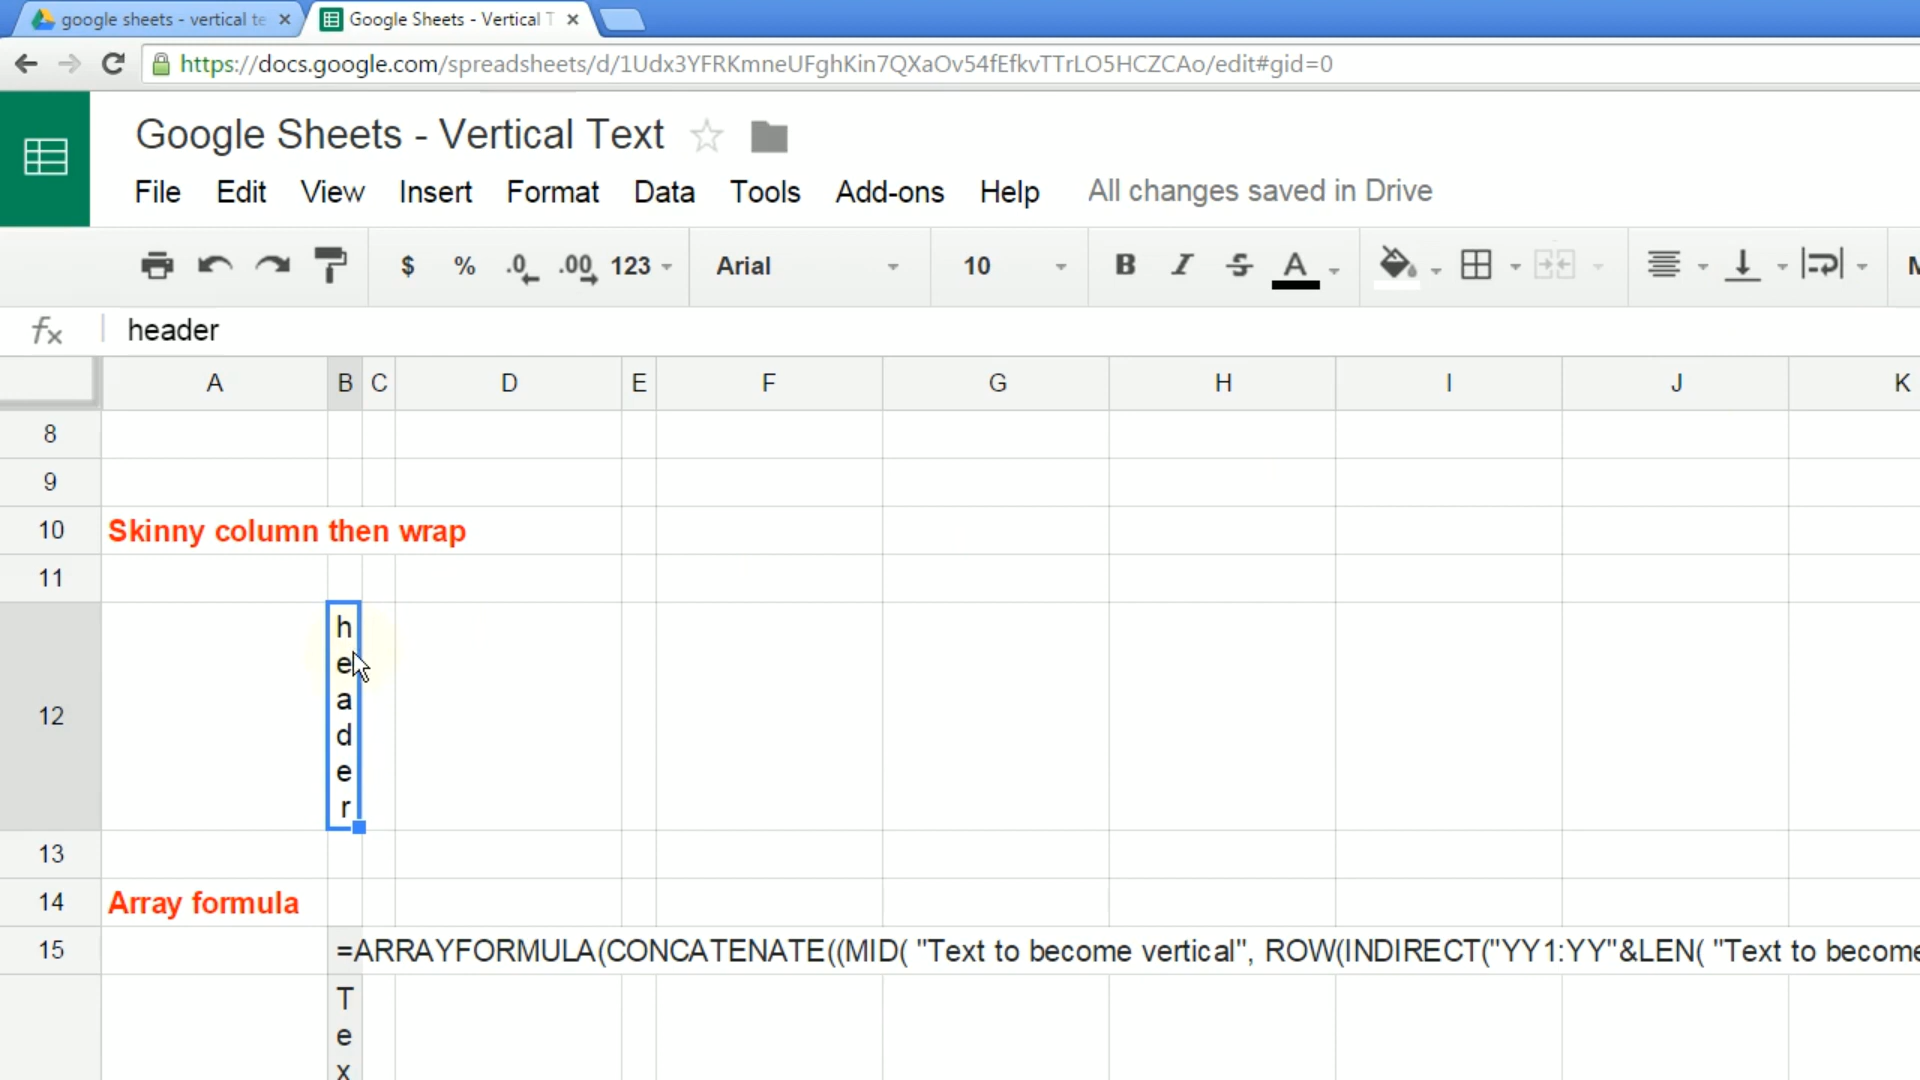 google sheets - vertical te
Google Sheets - Vertical T
https://docs.google.com/spreadsheets/d/1Udx3YFRKmneUFghKin7QXaOv54fEfkvTTrLO5HCZCAo/edit#gid=0
Google Sheets - Vertical Text
File Edit View Insert Format Data Tools Add-ons Help All changes saved in Drive
$ % .0 .00 123 Arial 10 B I S A
fx header
A B C D E F G H I J K
8
9
10 Skinny column then wrap
11
h
e
a
12
d
e
r
13
14 Array formula
15 =ARRAYFORMULA(CONCATENATE((MID( "Text to become vertical", ROW(INDIRECT("YY1:YY"&LEN( "Text to become
T
e
x